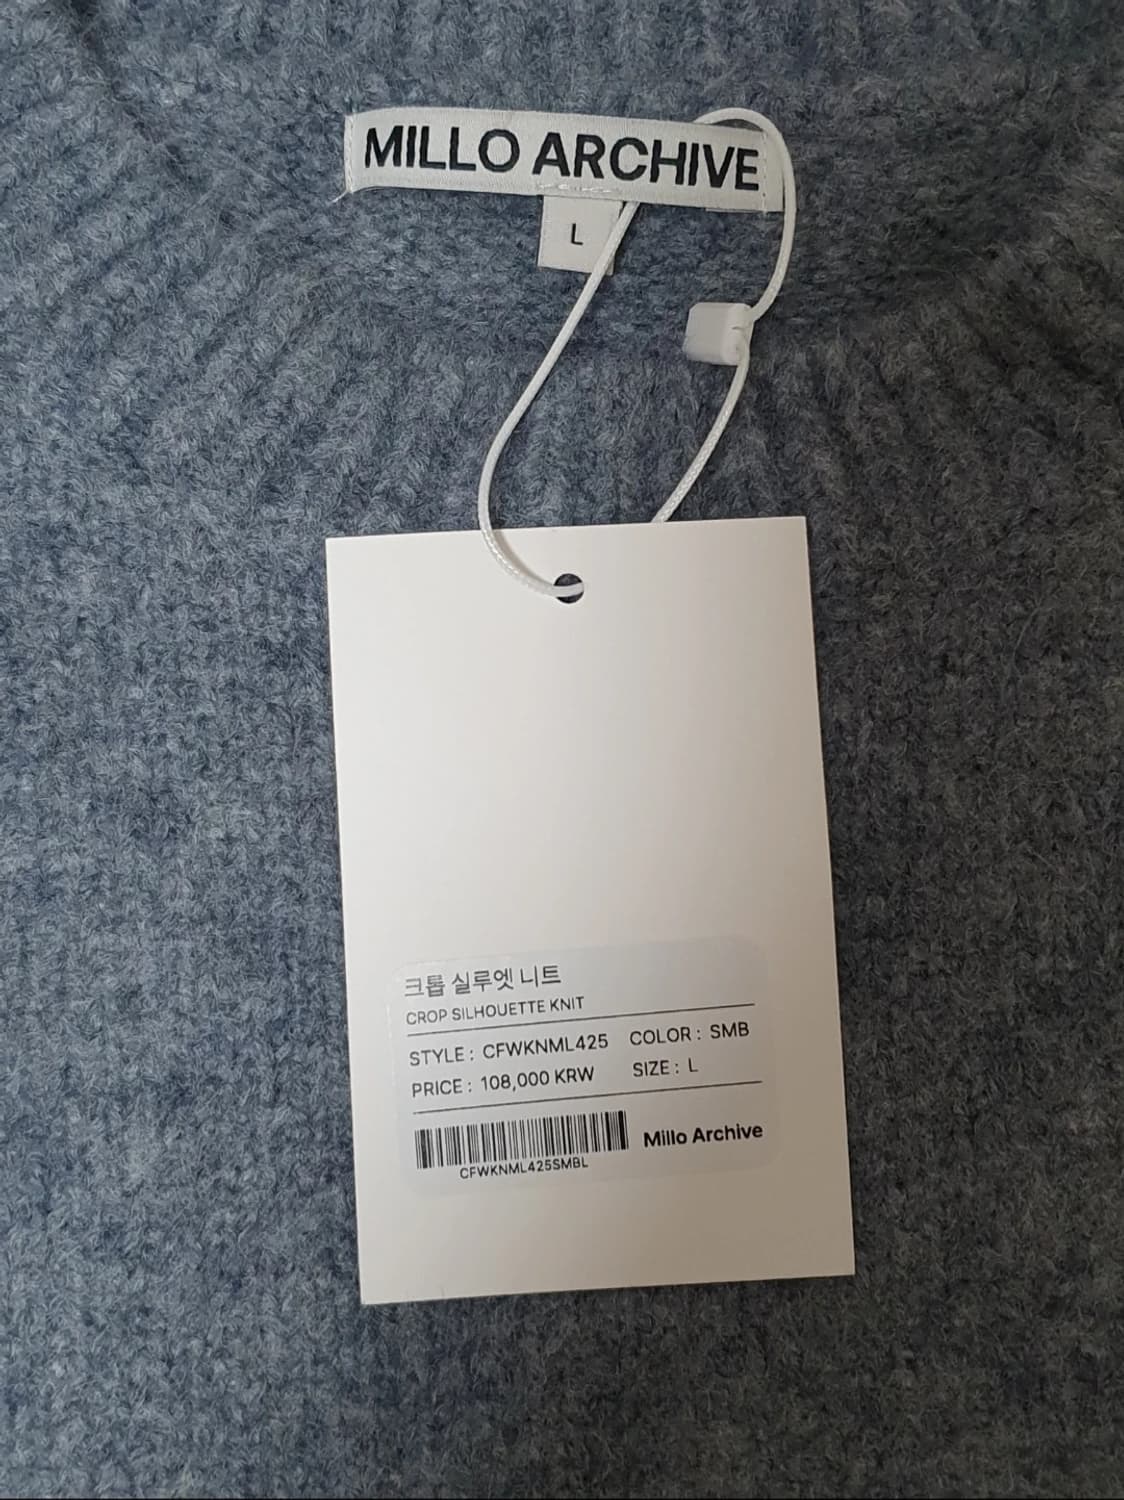 MILLO ARCHIVE
L
크롭 실루엣 니트
CROP SILHOUETTE KNIT
STYLE : CFWKNML425 COLOR : SMB
PRICE : 108,000 KRW SIZE : L
CFWKNML425SMBL
Millo Archive